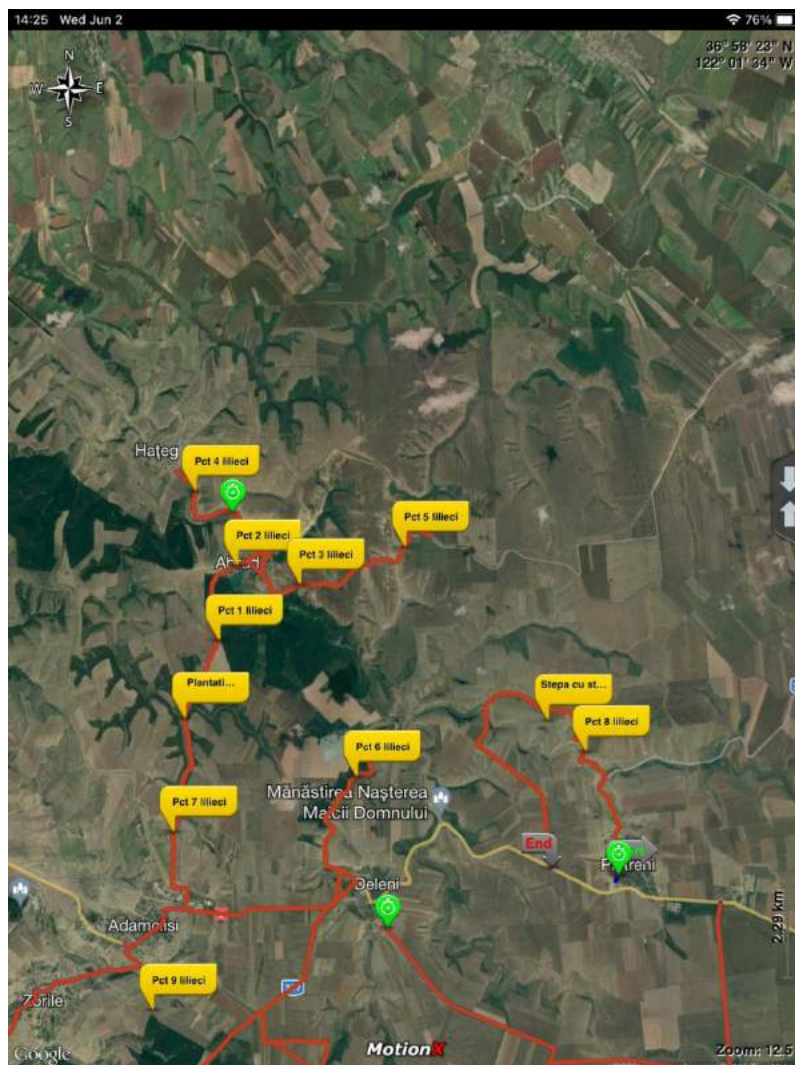 14:25 Wed Jun 2
76%
36° 58' 23" N
122° 01' 34" W
N
W E
S
Hațeg
Pct 4 lilieci
Pct 5 lilieci
Pct 2 lilieci
Pct 3 lilieci
Pct 1 lilieci
Plantati...
Stepa cu st...
Pct 8 lilieci
Pct 6 lilieci
Mănăstirea Nașterea
Maicii Domnului
Pct 7 lilieci
End
Deleni
Adamclisi
Pct 9 lilieci
Zorile
2.29 km
Google
MotionX
Zoom: 12.5